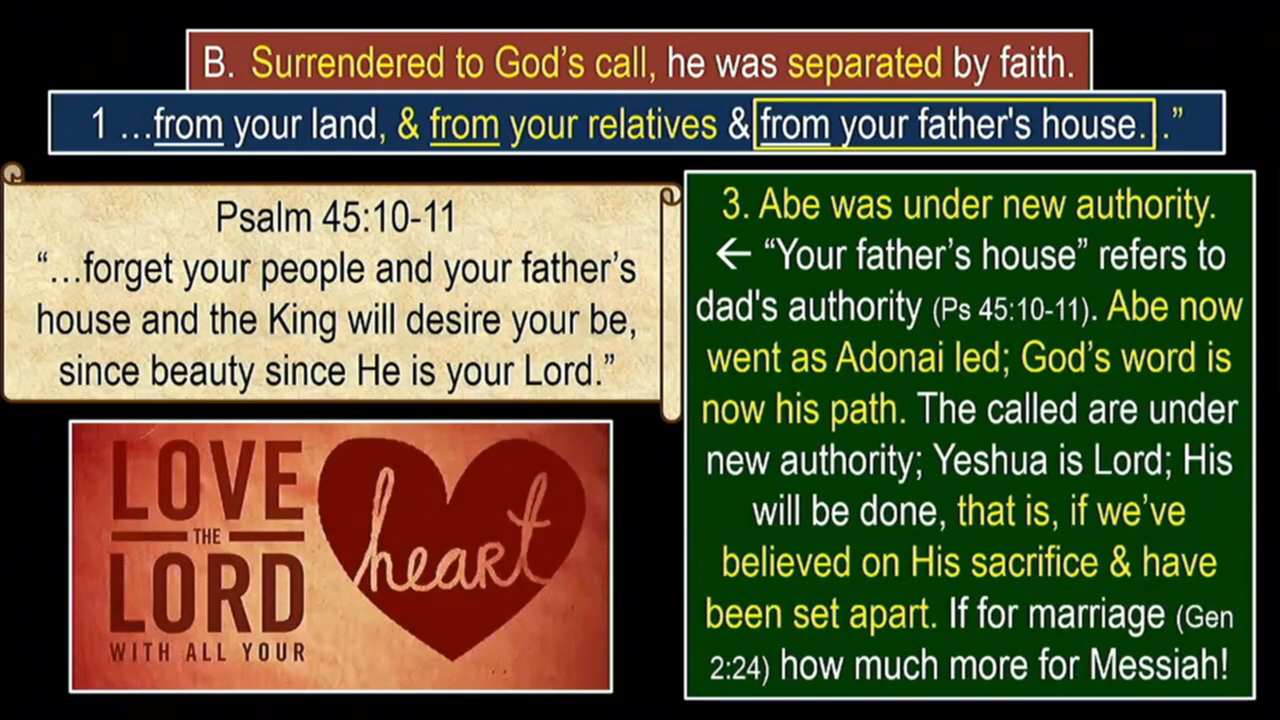 B. Surrendered to God's call, he was separated by faith.
1 …from your land, & from your relatives & from your father's house. .”
Psalm 45:10-11
“…forget your people and your father’s
house and the King will desire your be,
since beauty since He is your Lord.”
LOVE
THE
LORD
WITH ALL YOUR
heart
3. Abe was under new authority.
← “Your father’s house” refers to
dad's authority (Ps 45:10-11). Abe now
went as Adonai led; God’s word is
now his path. The called are under
new authority; Yeshua is Lord; His
will be done, that is, if we’ve
believed on His sacrifice & have
been set apart. If for marriage (Gen
2:24) how much more for Messiah!